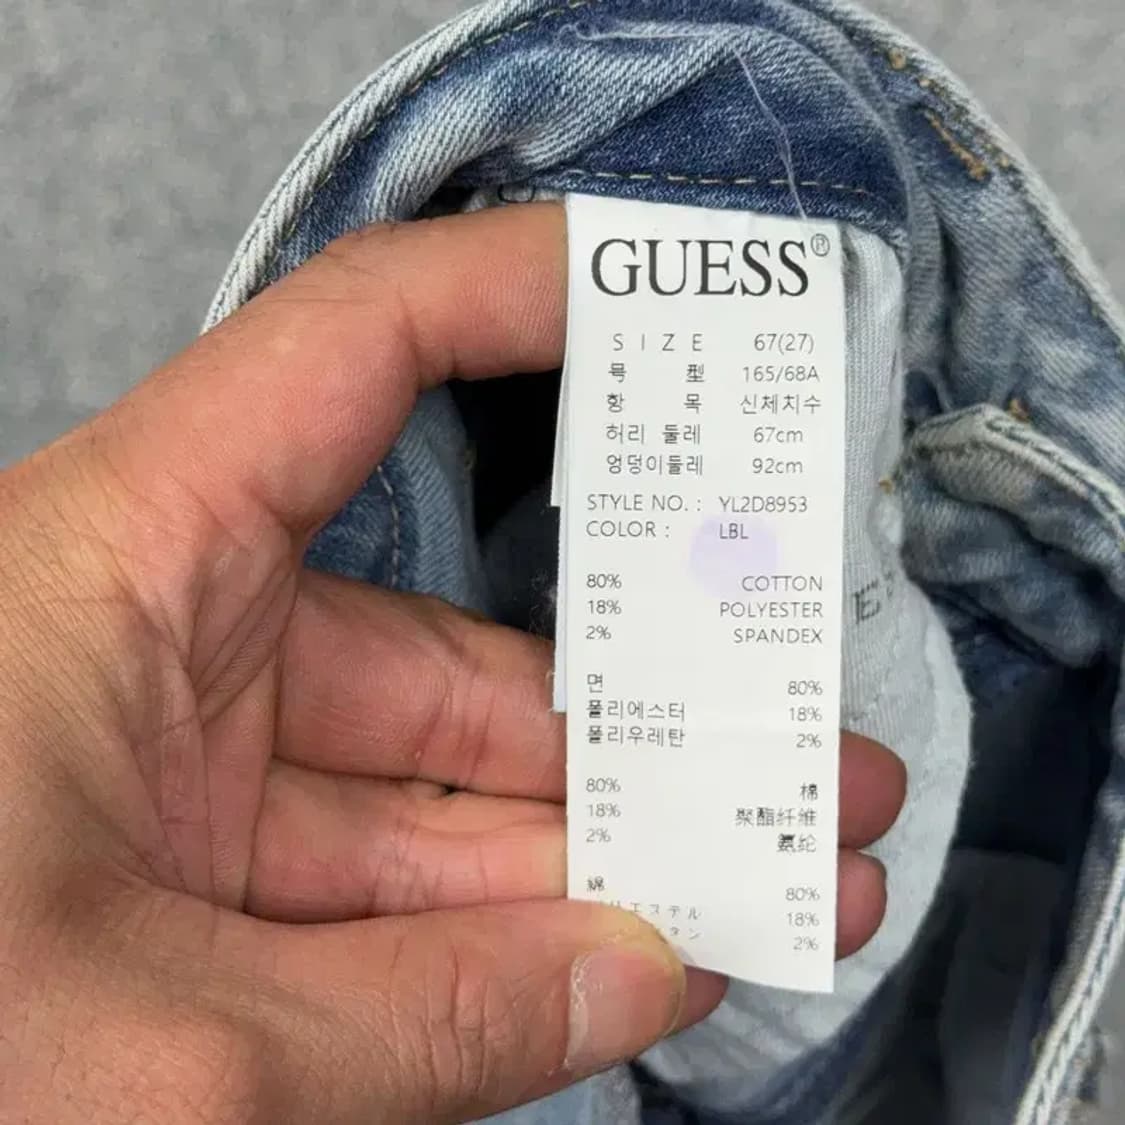 GUESS®
SIZE 67(27)
号型 165/68A
항목 신체치수
허리 둘레 67cm
엉덩이둘레 92cm
STYLE NO. : YL2D8953
COLOR : LBL
80% COTTON
18% POLYESTER
2% SPANDEX
면 80%
폴리에스터 18%
폴리우레탄 2%
80% 棉
18% 聚酯纤维
2% 氨纶
綿 80%
18%
2%